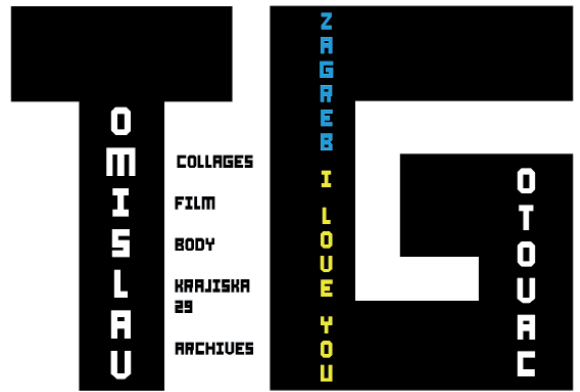 TOMISLAV
COLLAGES
FILM
BODY
KRAJISKA
29
ARCHIVES
ZAGREB I LOVE YOU
GOTOVAC